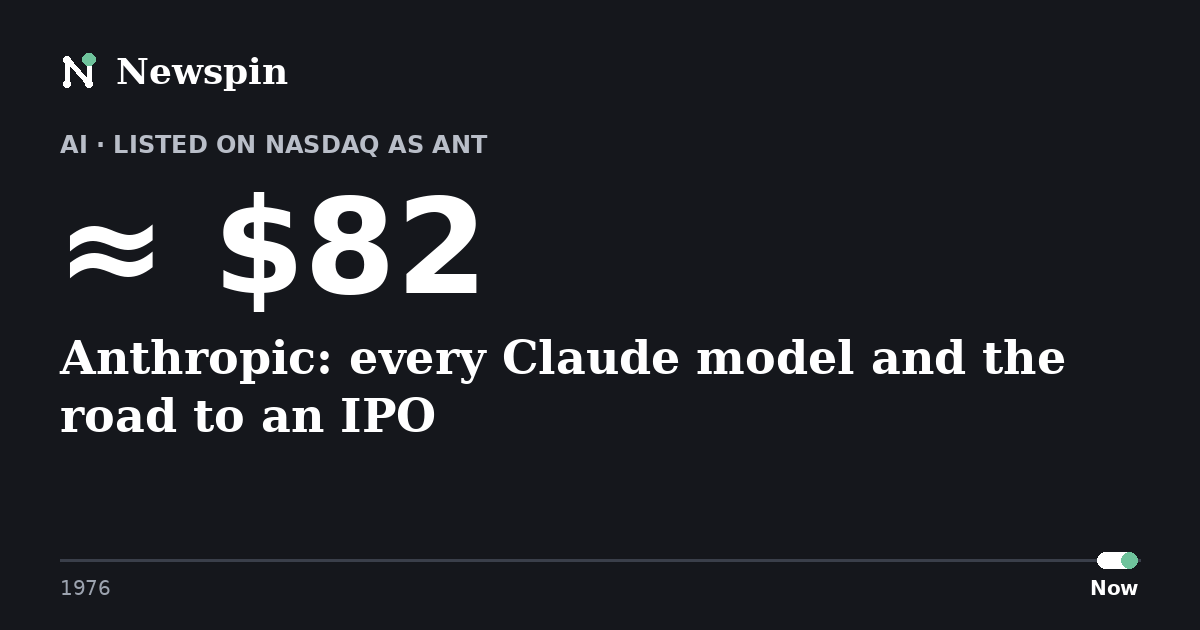 Newspin
AI · LISTED ON NASDAQ AS ANT
≈ $82
Anthropic: every Claude model and the
road to an IPO
1976
Now